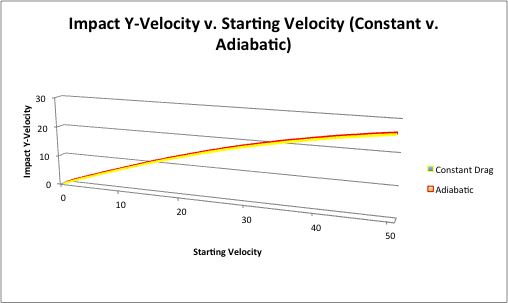 Impact Y-Velocity v. Starting Velocity (Constant v.
Adiabatic)
30
20
10
0
Impact Y-Velocity
0
10
20
30
40
50
Starting Velocity
Constant Drag
Adiabatic